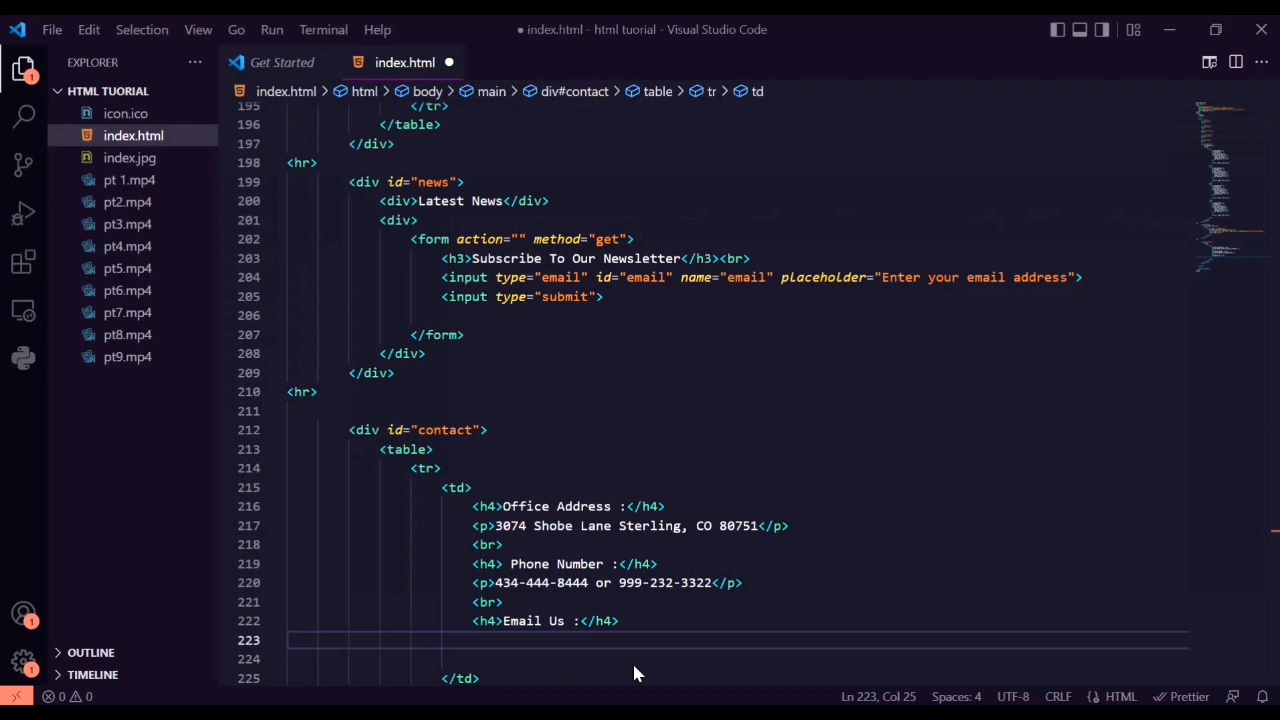 File Edit Selection View Go Run Terminal Help ● index.html - html tuorial - Visual Studio Code
EXPLORER ··· Get Started index.html ●
HTML TUORIAL index.html > html > body > main > div#contact > table > tr > td
icon.ico
index.html
index.jpg
pt 1.mp4
pt2.mp4
pt3.mp4
pt4.mp4
pt5.mp4
pt6.mp4
pt7.mp4
pt8.mp4
pt9.mp4
OUTLINE
TIMELINE
1
1
1
195 </tr>
196 </table>
197 </div>
198 <hr>
199 <div id="news">
200 <div>Latest News</div>
201 <div>
202 <form action="" method="get">
203 <h3>Subscribe To Our Newsletter</h3><br>
204 <input type="email" id="email" name="email" placeholder="Enter your email address">
205 <input type="submit">
206
207 </form>
208 </div>
209 </div>
210 <hr>
211
212 <div id="contact">
213 <table>
214 <tr>
215 <td>
216 <h4>Office Address :</h4>
217 <p>3074 Shobe Lane Sterling, CO 80751</p>
218 <br>
219 <h4> Phone Number :</h4>
220 <p>434-444-8444 or 999-232-3322</p>
221 <br>
222 <h4>Email Us :</h4>
223
224
225 </td>
0 0 Ln 223, Col 25 Spaces: 4 UTF-8 CRLF HTML Prettier